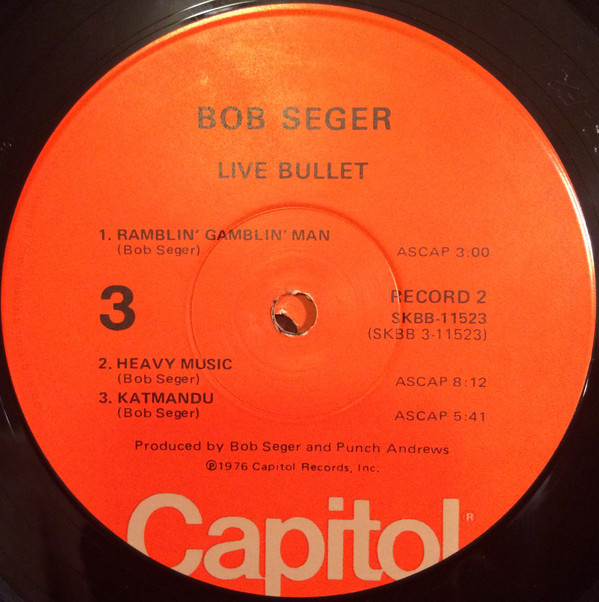 BOB SEGER
LIVE BULLET
1. RAMBLIN' GAMBLIN' MAN
(Bob Seger) ASCAP 3:00
3 RECORD 2
SKBB-11523
(SKBB 3-11523)
2. HEAVY MUSIC
(Bob Seger) ASCAP 8:12
3. KATMANDU
(Bob Seger) ASCAP 5:41
Produced by Bob Seger and Punch Andrews
℗1976 Capitol Records, Inc.
Capitol®